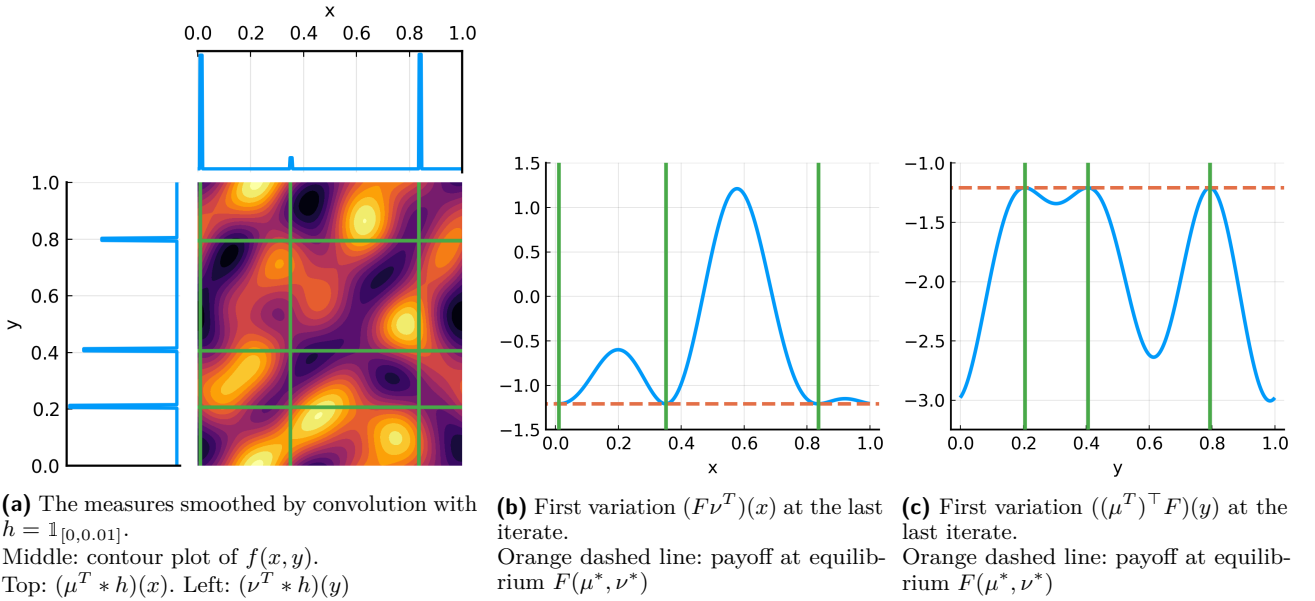 x
0.0 0.2 0.4 0.6 0.8 1.0
1.0
0.8
0.6
0.4
0.2
0.0
y
(a) The measures smoothed by convolution with
h = 𝟙[0,0.01].
Middle: contour plot of f(x, y).
Top: (μ^T ∗ h)(x). Left: (ν^T ∗ h)(y)
1.5
1.0
0.5
0.0
−0.5
−1.0
−1.5
0.0 0.2 0.4 0.6 0.8 1.0
x
(b) First variation (Fν^T)(x) at the last
iterate.
Orange dashed line: payoff at equilib-
rium F(μ*, ν*)
−1.0
−1.5
−2.0
−2.5
−3.0
0.0 0.2 0.4 0.6 0.8 1.0
y
(c) First variation ((μ^T)^⊤F)(y) at the
last iterate.
Orange dashed line: payoff at equilib-
rium F(μ*, ν*)